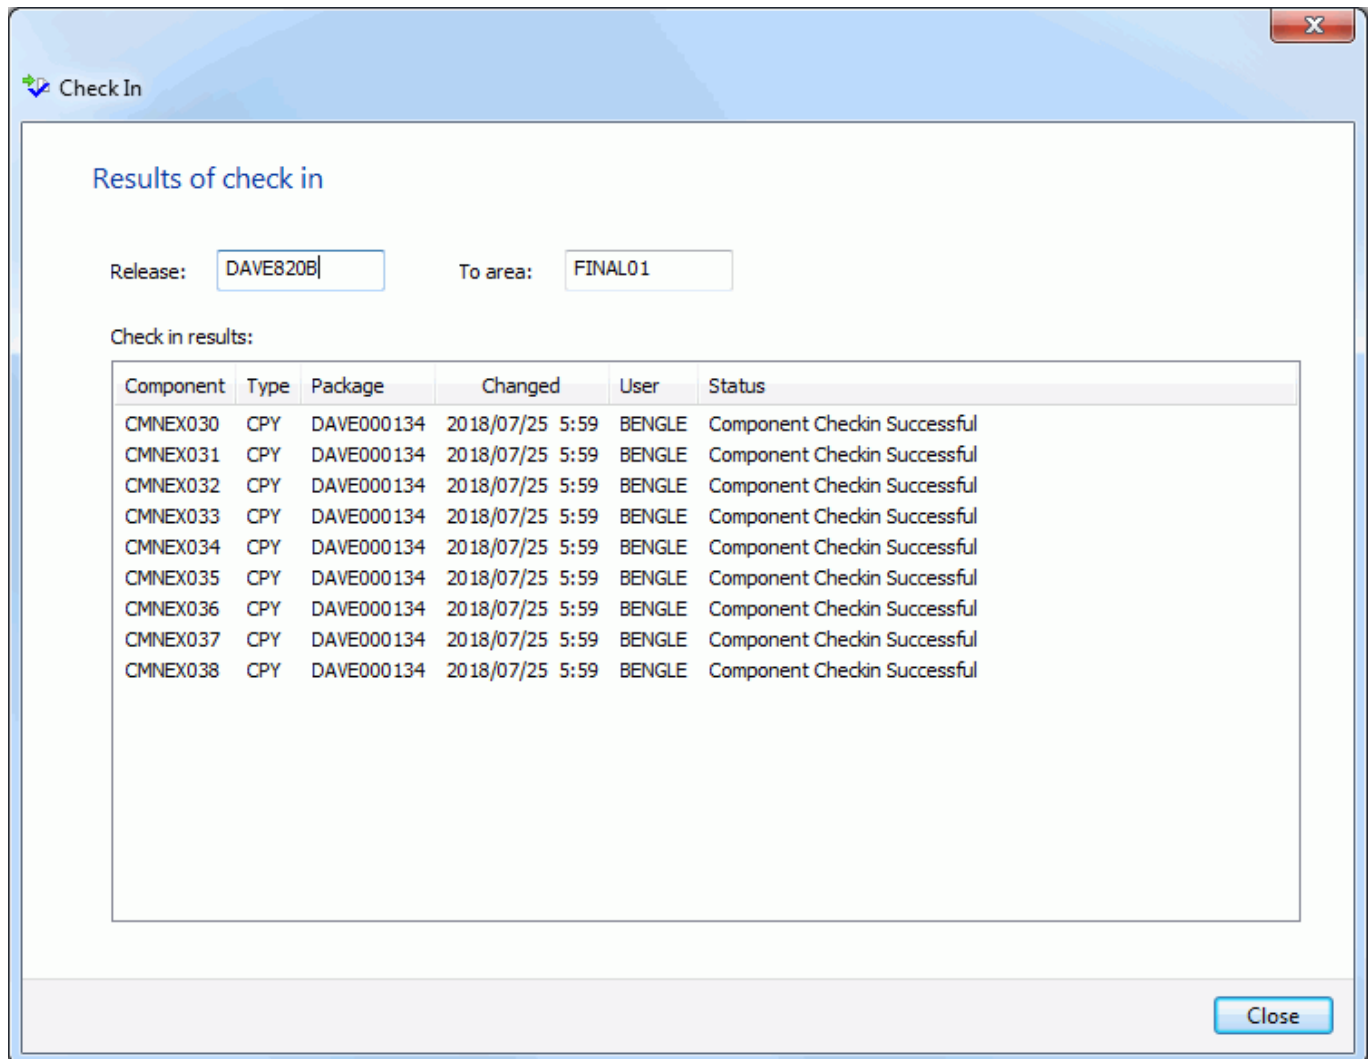 Check In
Results of check in
Release: DAVE820B To area: FINAL01
Check in results:
Component Type Package Changed User Status
CMNEX030 CPY DAVE000134 2018/07/25 5:59 BENGLE Component Checkin Successful
CMNEX031 CPY DAVE000134 2018/07/25 5:59 BENGLE Component Checkin Successful
CMNEX032 CPY DAVE000134 2018/07/25 5:59 BENGLE Component Checkin Successful
CMNEX033 CPY DAVE000134 2018/07/25 5:59 BENGLE Component Checkin Successful
CMNEX034 CPY DAVE000134 2018/07/25 5:59 BENGLE Component Checkin Successful
CMNEX035 CPY DAVE000134 2018/07/25 5:59 BENGLE Component Checkin Successful
CMNEX036 CPY DAVE000134 2018/07/25 5:59 BENGLE Component Checkin Successful
CMNEX037 CPY DAVE000134 2018/07/25 5:59 BENGLE Component Checkin Successful
CMNEX038 CPY DAVE000134 2018/07/25 5:59 BENGLE Component Checkin Successful
Close